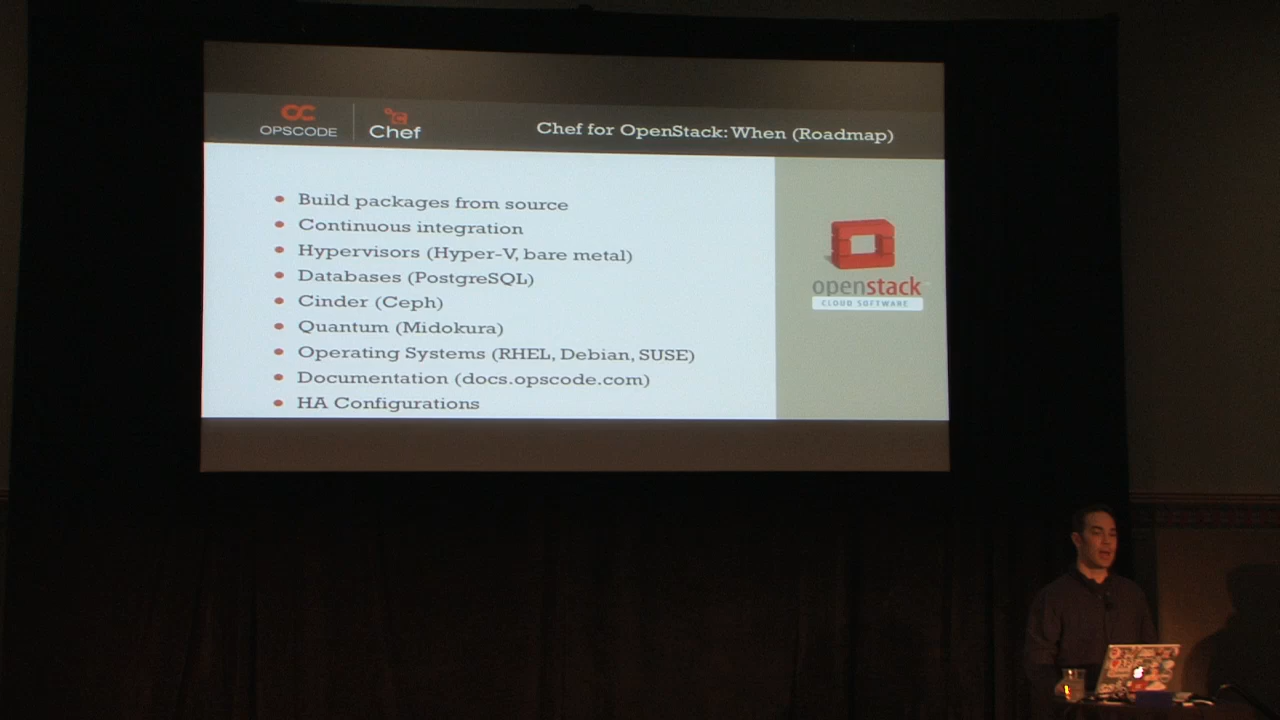 OPSCODE
Chef
Chef for OpenStack: When (Roadmap)
Build packages from source
Continuous integration
Hypervisors (Hyper-V, bare metal)
Databases (PostgreSQL)
Cinder (Ceph)
Quantum (Midokura)
Operating Systems (RHEL, Debian, SUSE)
Documentation (docs.opscode.com)
HA Configurations
openstack
CLOUD SOFTWARE